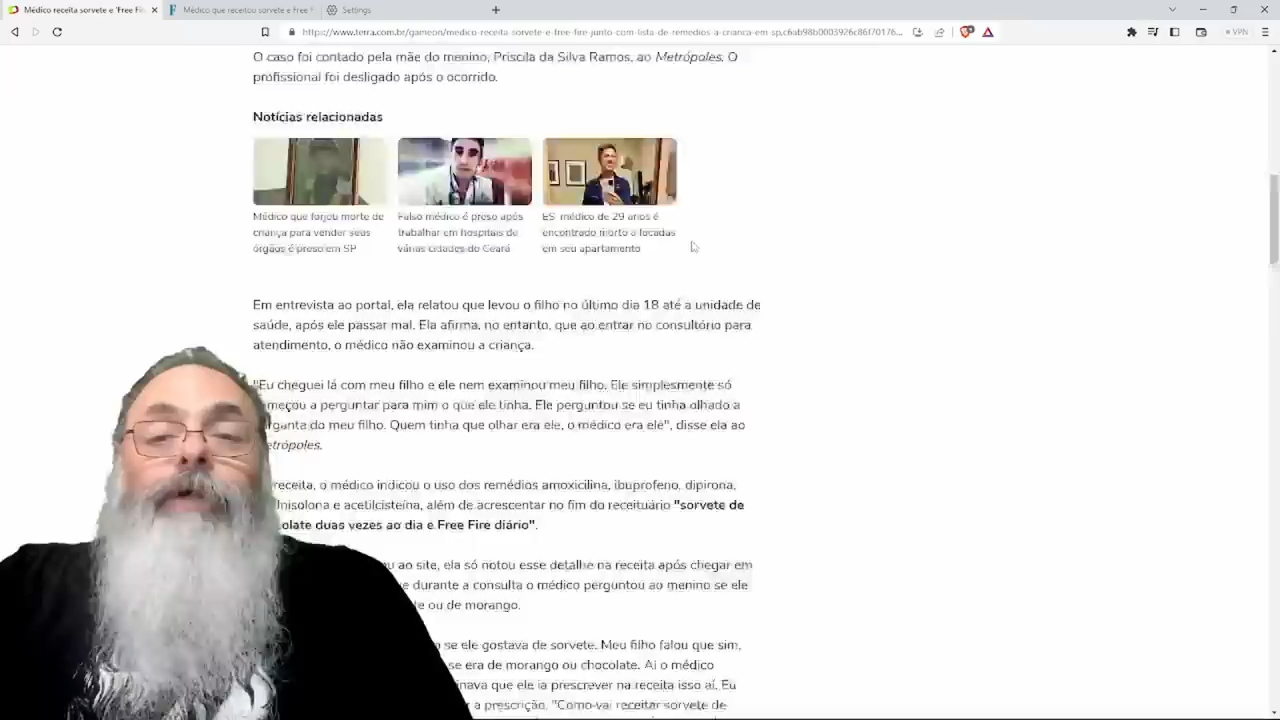 Médico receita sorvete e 'Free Fi
Médico que receitou sorvete e Free F
Settings
https://www.terra.com.br/gameon/medico-receita-sorvete-e-free-fire-junto-com-lista-de-remedios-a-crianca-em-sp,c6ab98b0003926c86f70176...
VPN
O caso foi contado pela mãe do menino, Priscila da Silva Ramos, ao Metrópoles. O
profissional foi desligado após o ocorrido.
Notícias relacionadas
Médico que forjou morte de
criança para vender seus
órgãos é preso em SP
Falso médico é preso após
trabalhar em hospitais de
várias cidades do Ceará
ES: médico de 29 anos é
encontrado morto a facadas
em seu apartamento
Em entrevista ao portal, ela relatou que levou o filho no último dia 18 até a unidade de
saúde, após ele passar mal. Ela afirma, no entanto, que ao entrar no consultório para
atendimento, o médico não examinou a criança.
"Eu cheguei lá com meu filho e ele nem examinou meu filho. Ele simplesmente só
omeçou a perguntar para mim o que ele tinha. Ele perguntou se eu tinha olhado a
rganta do meu filho. Quem tinha que olhar era ele, o médico era ele", disse ela ao
etrópoles.
receita, o médico indicou o uso dos remédios amoxicilina, ibuprofeno, dipirona,
nisolona e acetilcisteína, além de acrescentar no fim do receituário "sorvete de
olate duas vezes ao dia e Free Fire diário".
ou ao site, ela só notou esse detalhe na receita após chegar em
e durante a consulta o médico perguntou ao menino se ele
te ou de morango.
o se ele gostava de sorvete. Meu filho falou que sim,
se era de morango ou chocolate. Aí o médico
inava que ele ia prescrever na receita isso aí. Eu
r a prescrição. "Como vai receitar sorvete de